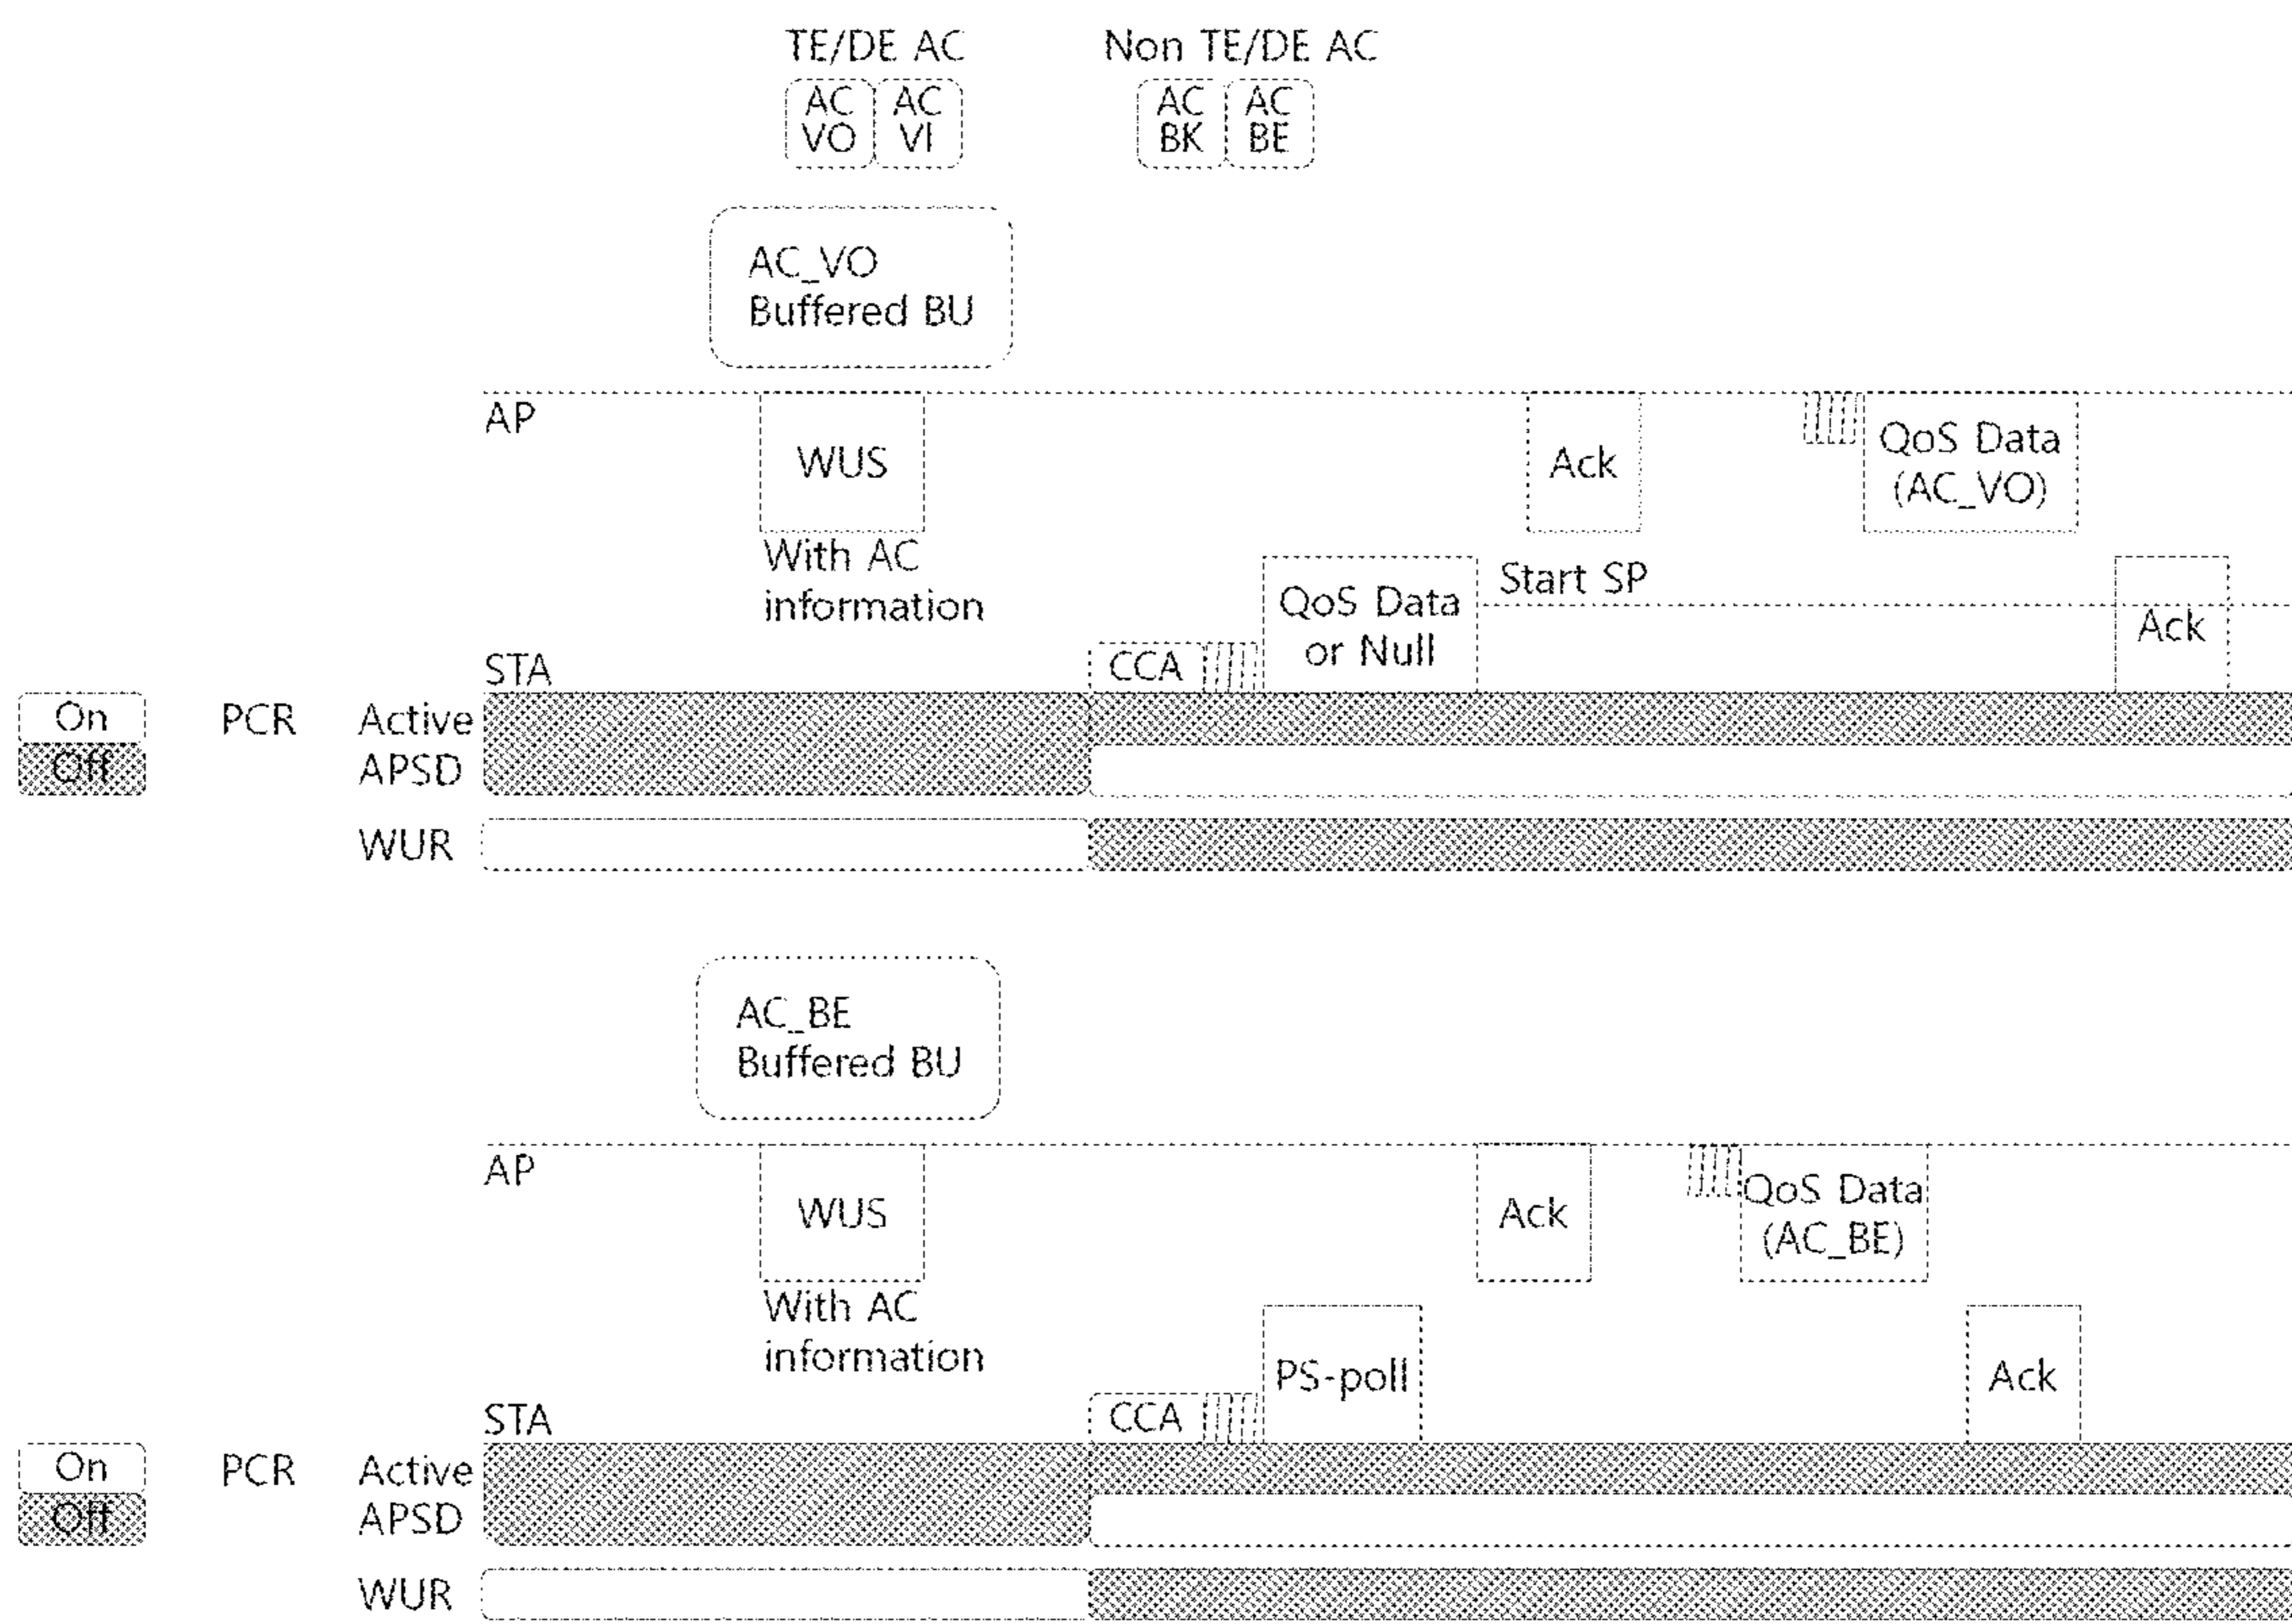 TE/DE AC Non TE/DE AC
AC AC AC AC
VO VI BK BE
AC_VO
Buffered BU
AP
WUS
Ack
QoS Data
(AC_VO)
With AC
information
QoS Data
or Null
Start SP
Ack
STA
CCA
On PCR Active
Off APSD
WUR
AC_BE
Buffered BU
AP
WUS
Ack
QoS Data
(AC_BE)
With AC
information
PS-poll
Ack
STA
CCA
On PCR Active
Off APSD
WUR